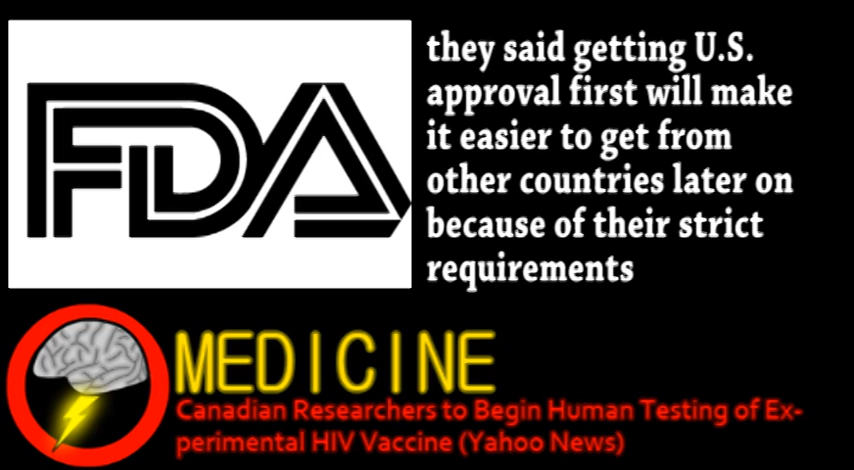 FDA
they said getting U.S.
approval first will make
it easier to get from
other countries later on
because of their strict
requirements
MEDICINE
Canadian Researchers to Begin Human Testing of Ex-
perimental HIV Vaccine (Yahoo News)